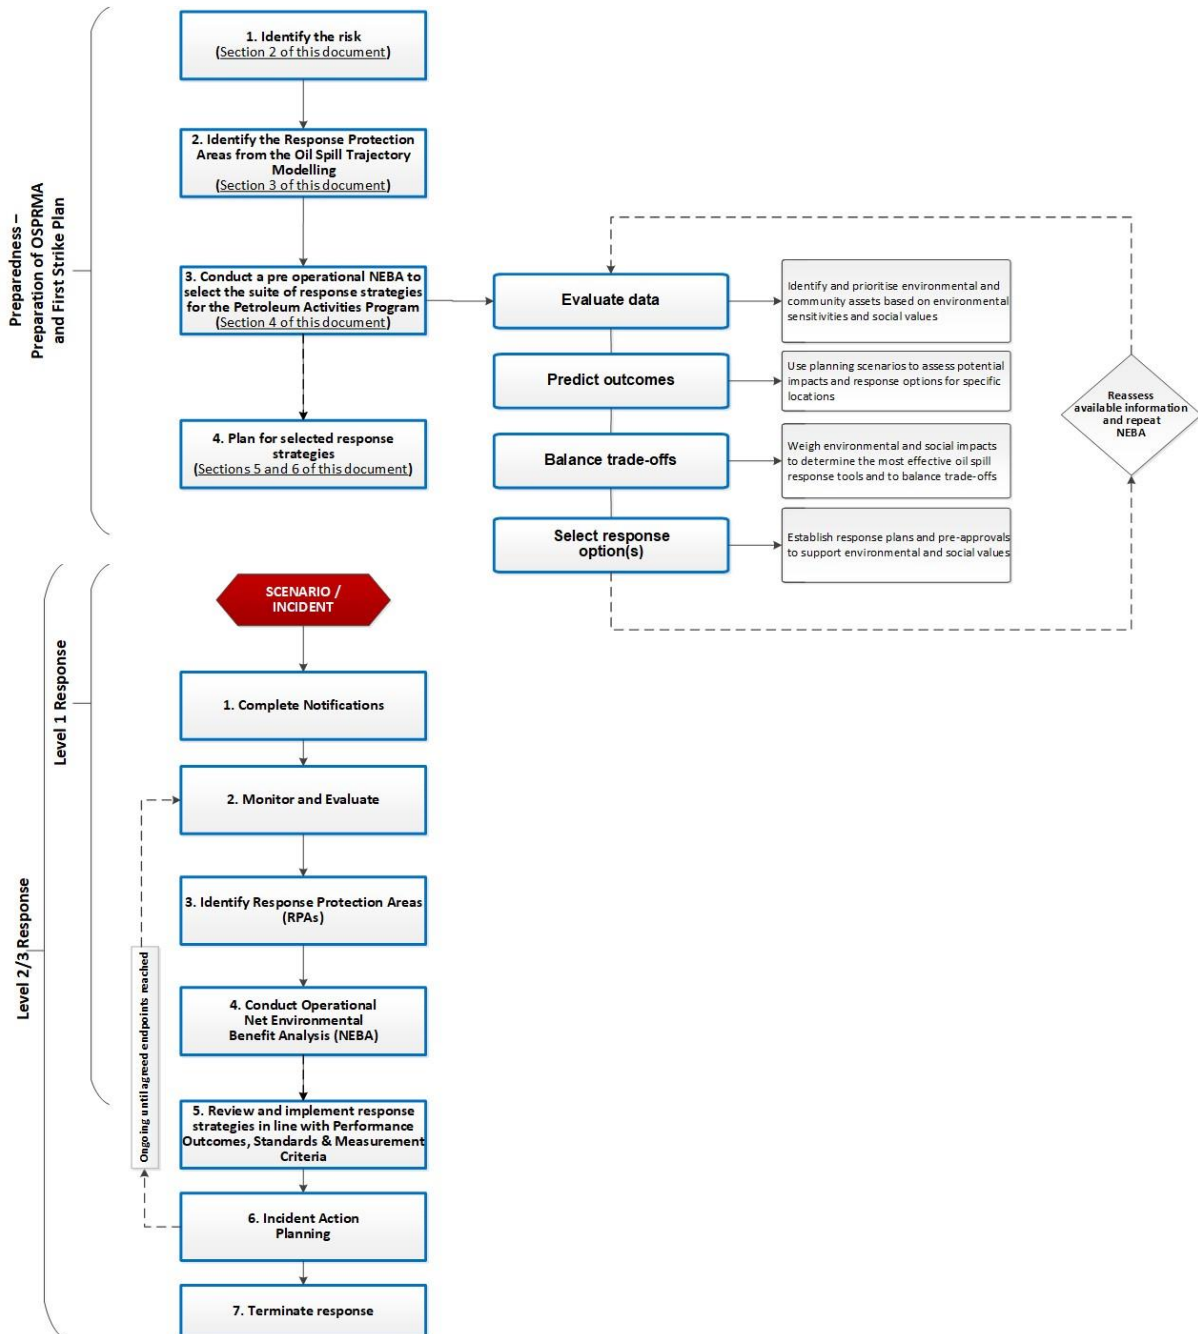 Preparedness –
Preparation of OSPRMA
and First Strike Plan
1. Identify the risk
(Section 2 of this document)
2. Identify the Response Protection
Areas from the Oil Spill Trajectory
Modelling
(Section 3 of this document)
3. Conduct a pre operational NEBA to
select the suite of response strategies
for the Petroleum Activities Program
(Section 4 of this document)
4. Plan for selected response
strategies
(Sections 5 and 6 of this document)
Evaluate data
Identify and prioritise environmental and
community assets based on environmental
sensitivities and social values
Predict outcomes
Use planning scenarios to assess potential
impacts and response options for specific
locations
Balance trade-offs
Weigh environmental and social impacts
to determine the most effective oil spill
response tools and to balance trade-offs
Select response
option(s)
Establish response plans and pre-approvals
to support environmental and social values
Reassess
available information
and repeat
NEBA
Level 2/3 Response
Level 1 Response
SCENARIO /
INCIDENT
1. Complete Notifications
2. Monitor and Evaluate
3. Identify Response Protection Areas
(RPAs)
4. Conduct Operational
Net Environmental
Benefit Analysis (NEBA)
5. Review and implement response
strategies in line with Performance
Outcomes, Standards & Measurement
Criteria
6. Incident Action
Planning
7. Terminate response
Ongoing until agreed endpoints reached